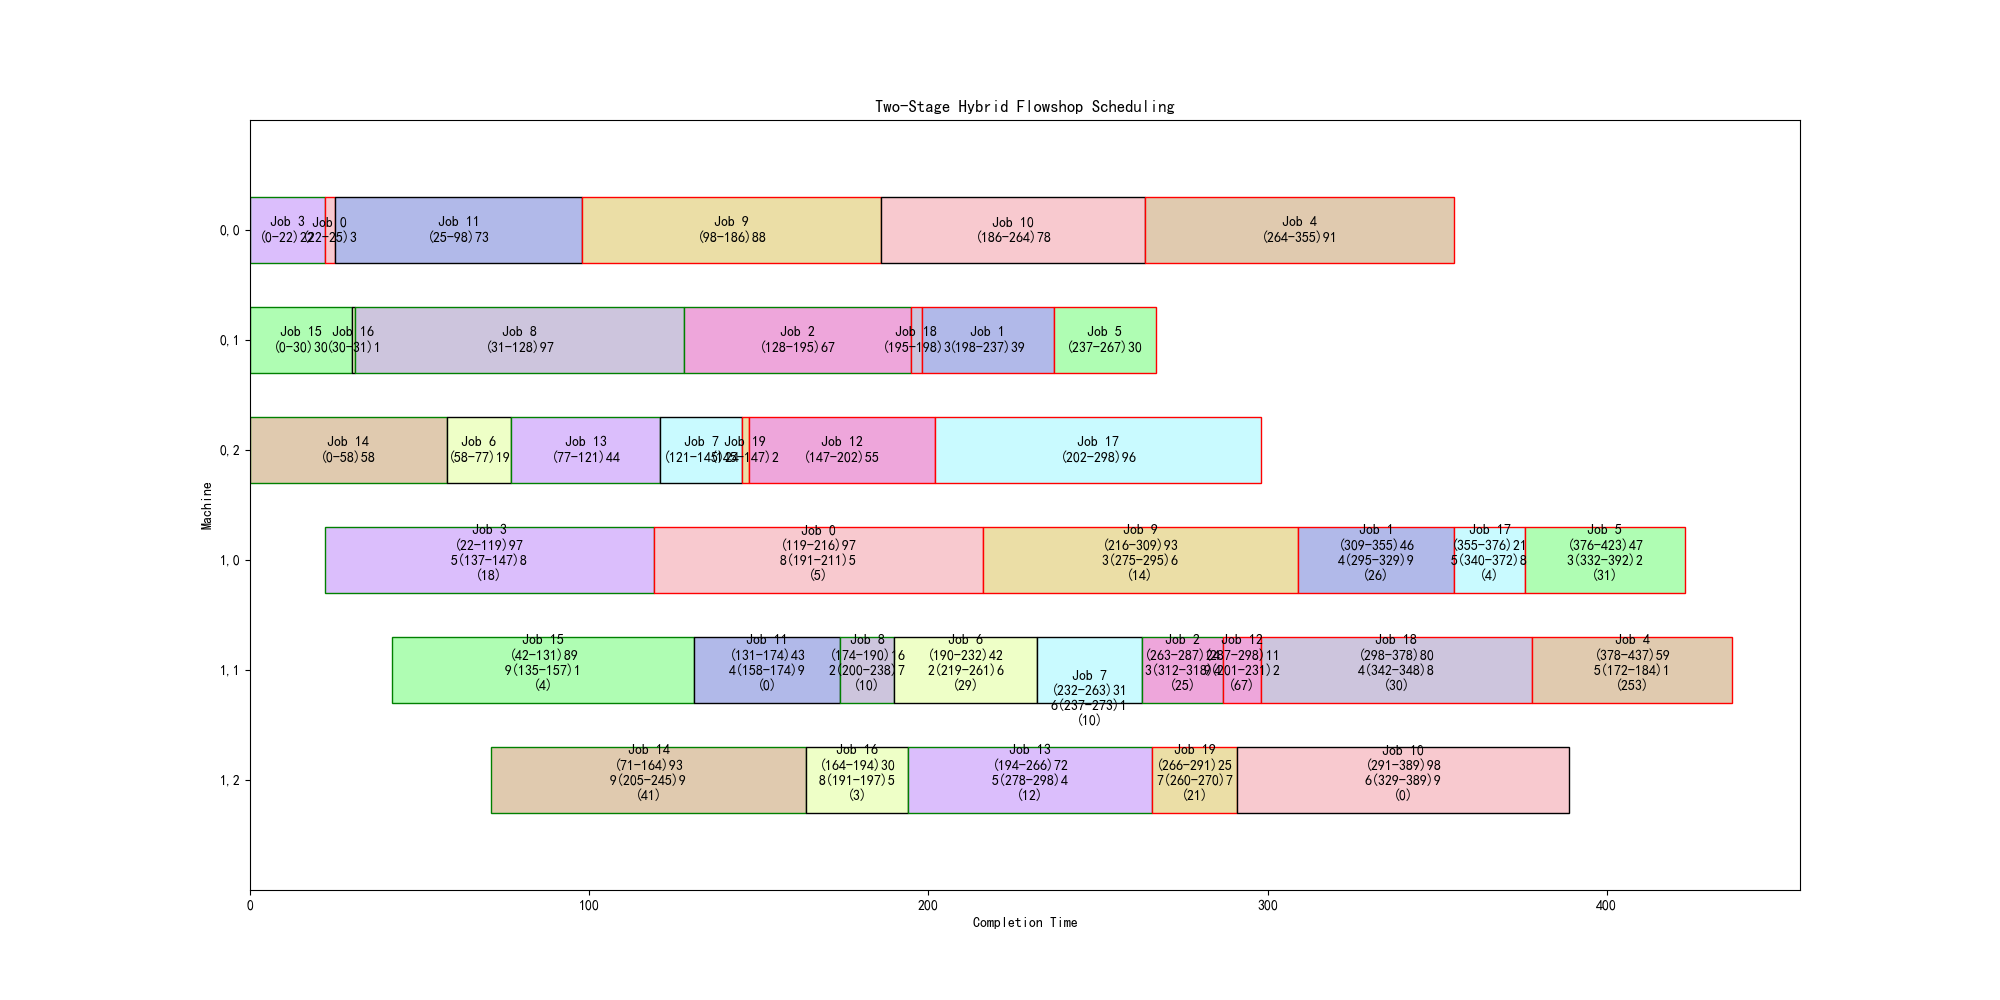 Two-Stage Hybrid Flowshop Scheduling
0,0
Job 3
(0-22)22
Job 0
(22-25)3
Job 11
(25-98)73
Job 9
(98-186)88
Job 10
(186-264)78
Job 4
(264-355)91
0,1
Job 15
(0-30)30
Job 16
(30-31)1
Job 8
(31-128)97
Job 2
(128-195)67
Job 18
(195-198)3
Job 1
(198-237)39
Job 5
(237-267)30
0,2
Job 14
(0-58)58
Job 6
(58-77)19
Job 13
(77-121)44
Job 7
(121-145)24
Job 19
(145-147)2
Job 12
(147-202)55
Job 17
(202-298)96
Machine
1,0
Job 3
(22-119)97
5(137-147)8
(18)
Job 0
(119-216)97
8(191-211)5
(5)
Job 9
(216-309)93
3(275-295)6
(14)
Job 1
(309-355)46
4(295-329)9
(26)
Job 17
(355-376)21
5(340-372)8
(4)
Job 5
(376-423)47
3(332-392)2
(31)
1,1
Job 15
(42-131)89
9(135-157)1
(4)
Job 11
(131-174)43
4(158-174)9
(0)
Job 8
(174-190)16
2(200-238)7
(10)
Job 6
(190-232)42
2(219-261)6
(29)
Job 7
(232-263)31
6(237-273)1
(10)
Job 2
(263-287)24
3(312-318)4
(25)
Job 12
(287-298)11
9(201-231)2
(67)
Job 18
(298-378)80
4(342-348)8
(30)
Job 4
(378-437)59
5(172-184)1
(253)
1,2
Job 14
(71-164)93
9(205-245)9
(41)
Job 16
(164-194)30
8(191-197)5
(3)
Job 13
(194-266)72
5(278-298)4
(12)
Job 19
(266-291)25
7(260-270)7
(21)
Job 10
(291-389)98
6(329-389)9
(0)
0
100
200
300
400
Completion Time